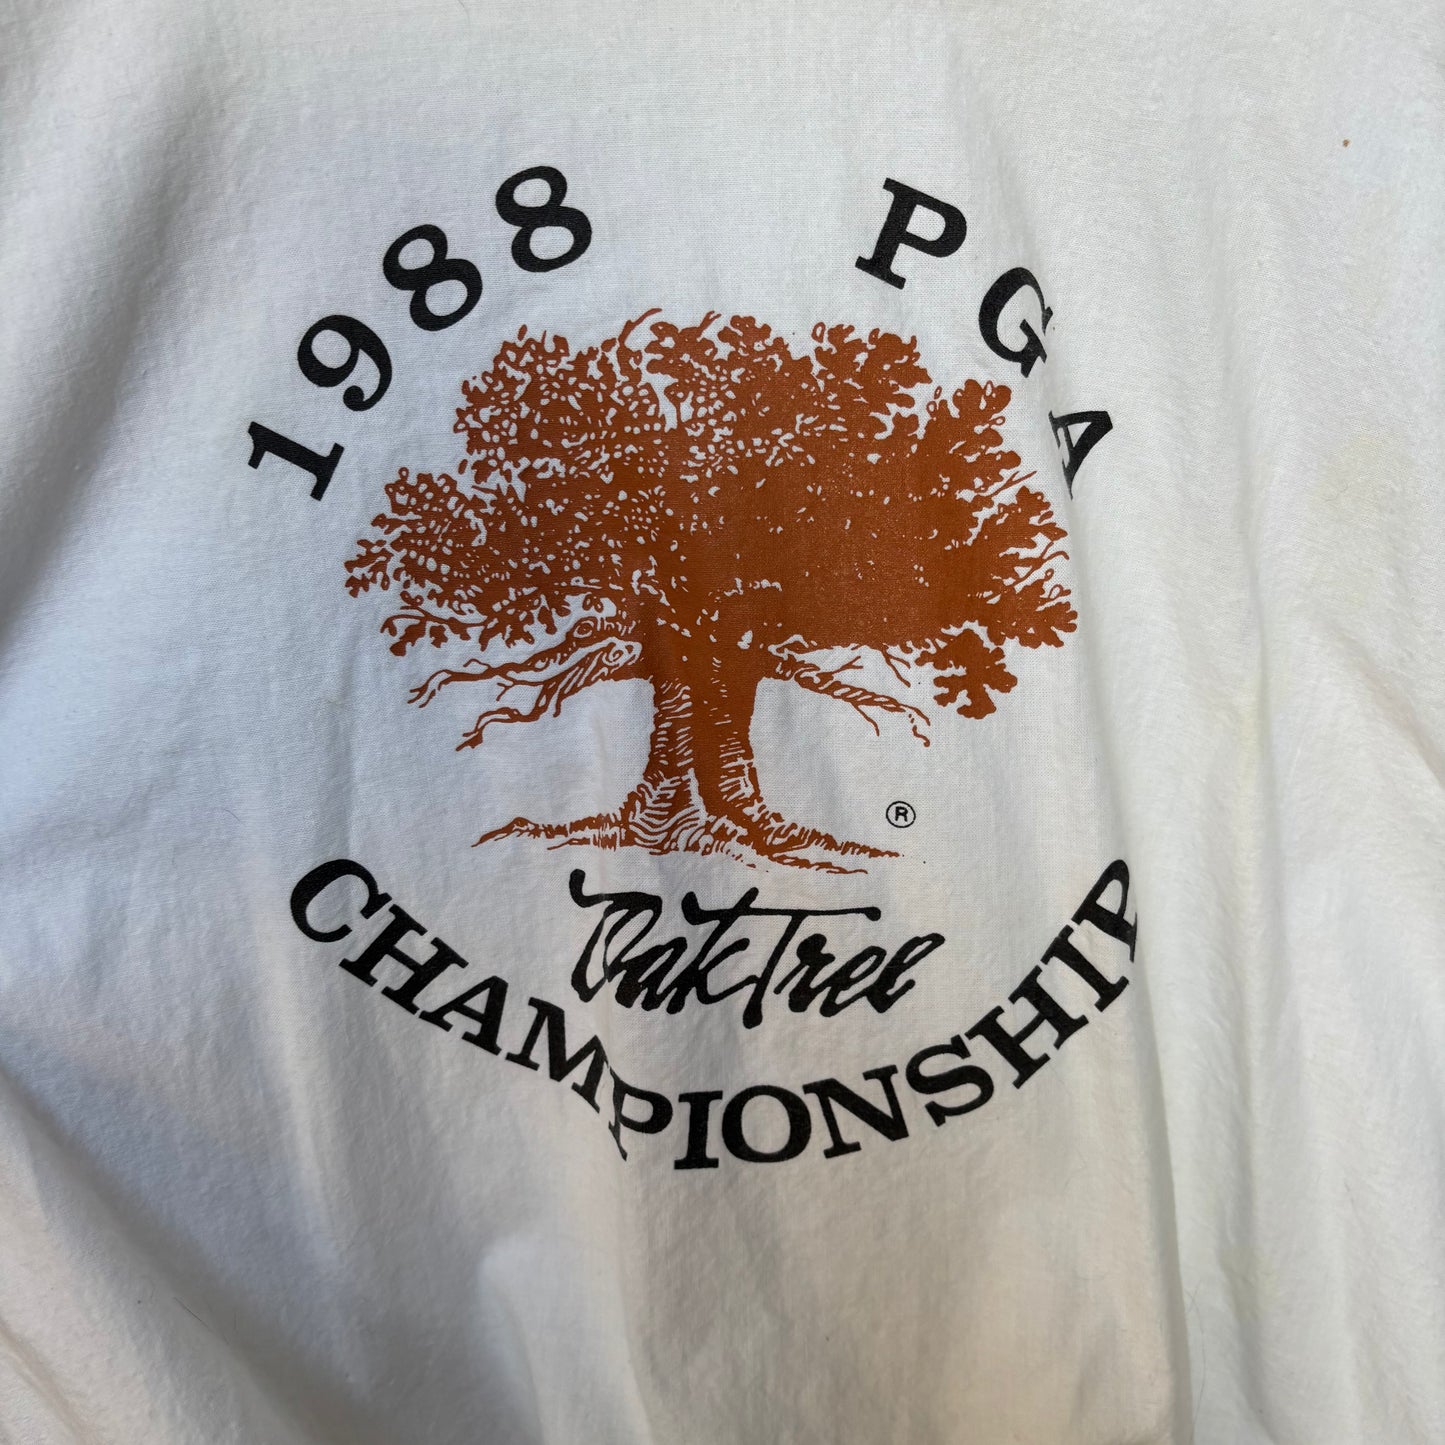 1988 PGA
®
Oak Tree
CHAMPIONSHIP